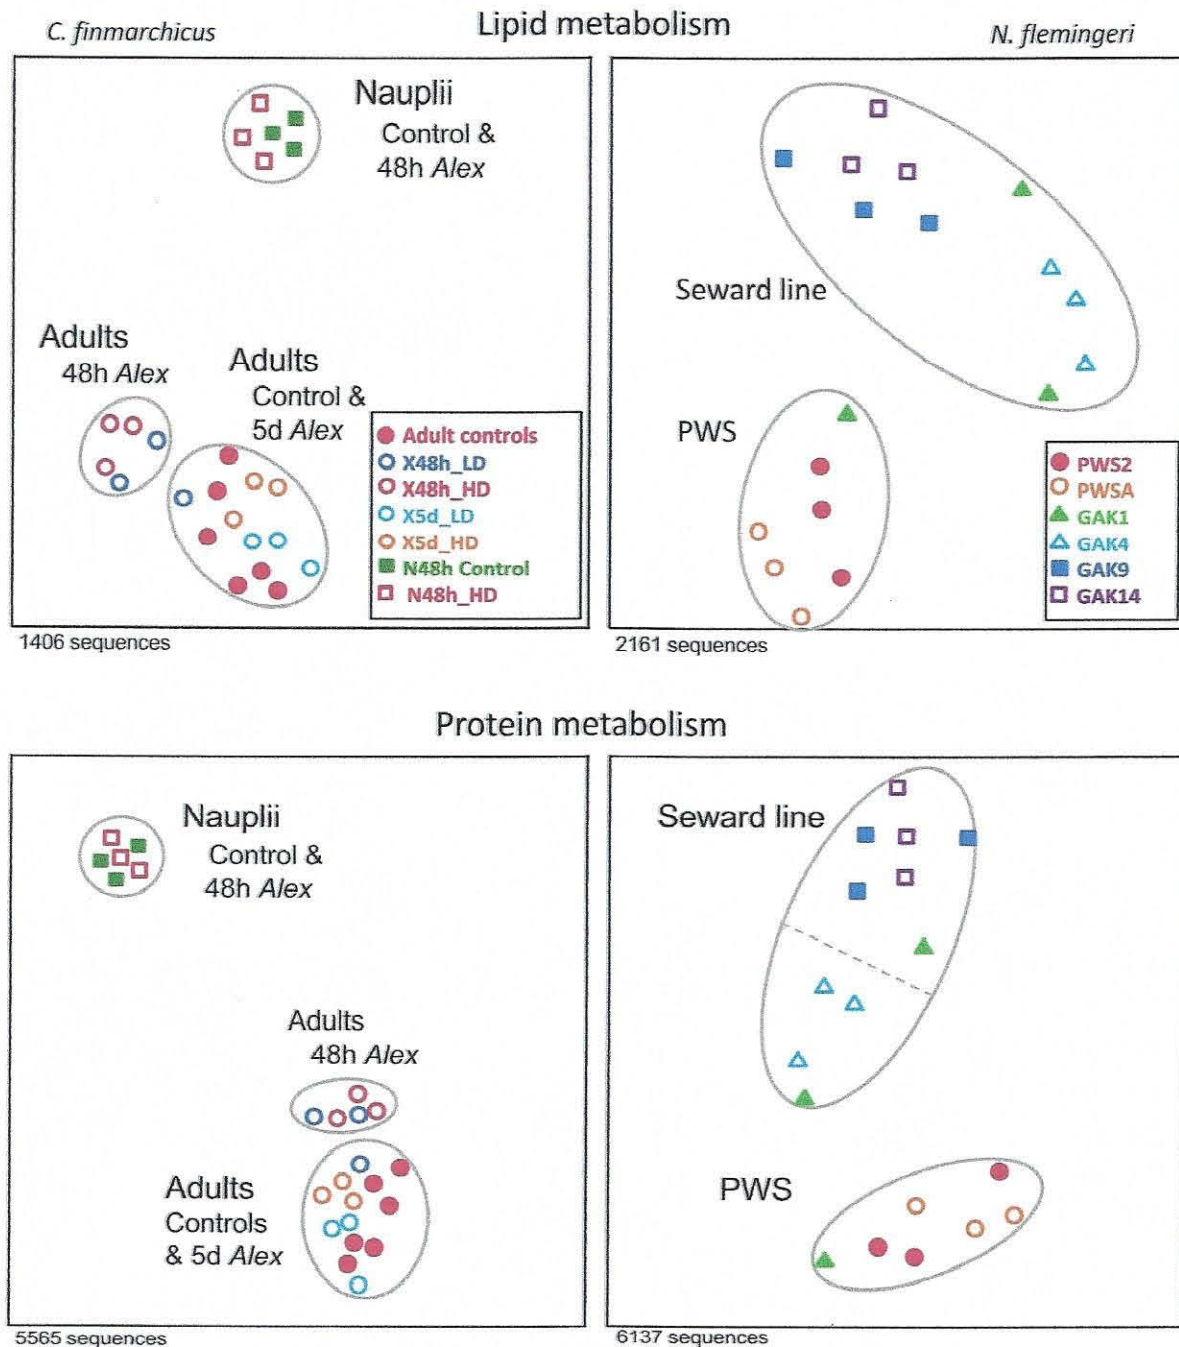 Lipid metabolism
C. finmarchicus
N. flemingeri
Nauplii
Control &
48h Alex
Adults
48h Alex
Adults
Control &
5d Alex
Adult controls
X48h_LD
X48h_HD
X5d_LD
X5d_HD
N48h Control
N48h_HD
1406 sequences
Seward line
PWS
PWS2
PWSA
GAK1
GAK4
GAK9
GAK14
2161 sequences
Protein metabolism
Nauplii
Control &
48h Alex
Adults
48h Alex
Adults
Controls
& 5d Alex
5565 sequences
Seward line
PWS
6137 sequences